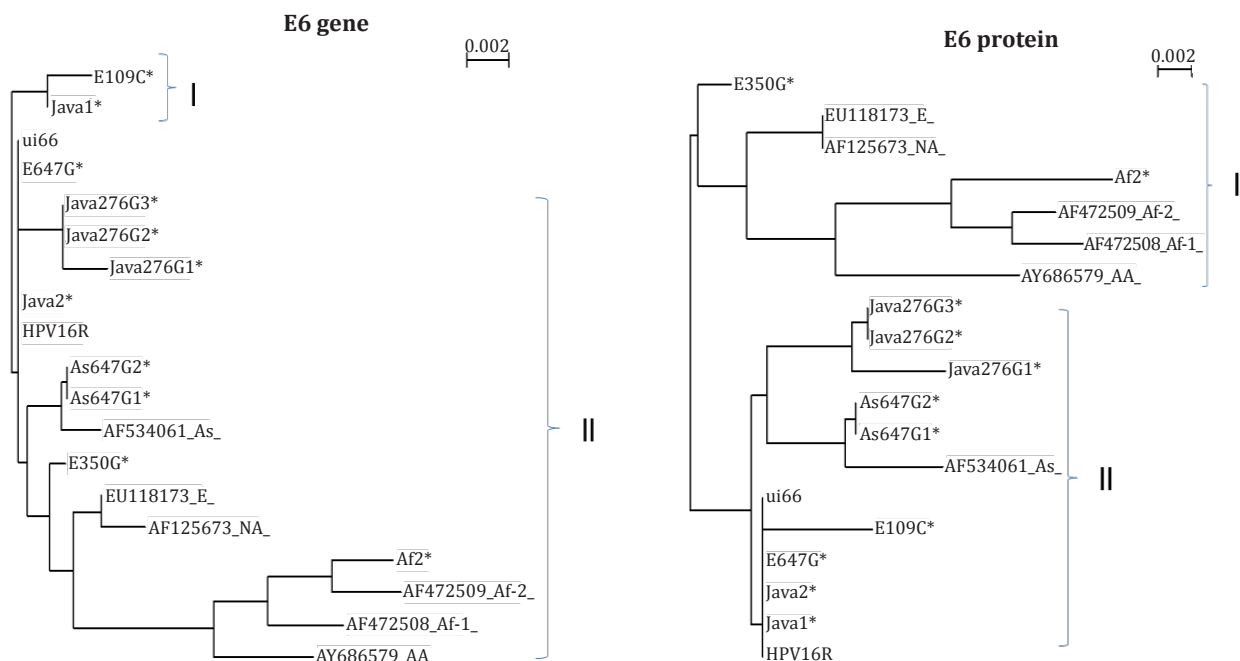 E6 gene
0.002
E109C*
Java1*
I
ui66
E647G*
Java276G3*
Java276G2*
Java276G1*
Java2*
HPV16R
As647G2*
As647G1*
AF534061_As_
E350G*
EU118173_E_
AF125673_NA_
Af2*
AF472509_Af-2_
AF472508_Af-1_
AY686579_AA
II
E6 protein
0.002
E350G*
EU118173_E_
AF125673_NA_
Af2*
AF472509_Af-2_
AF472508_Af-1_
AY686579_AA_
I
Java276G3*
Java276G2*
Java276G1*
As647G2*
As647G1*
AF534061_As_
ui66
E109C*
E647G*
Java2*
Java1*
HPV16R
II